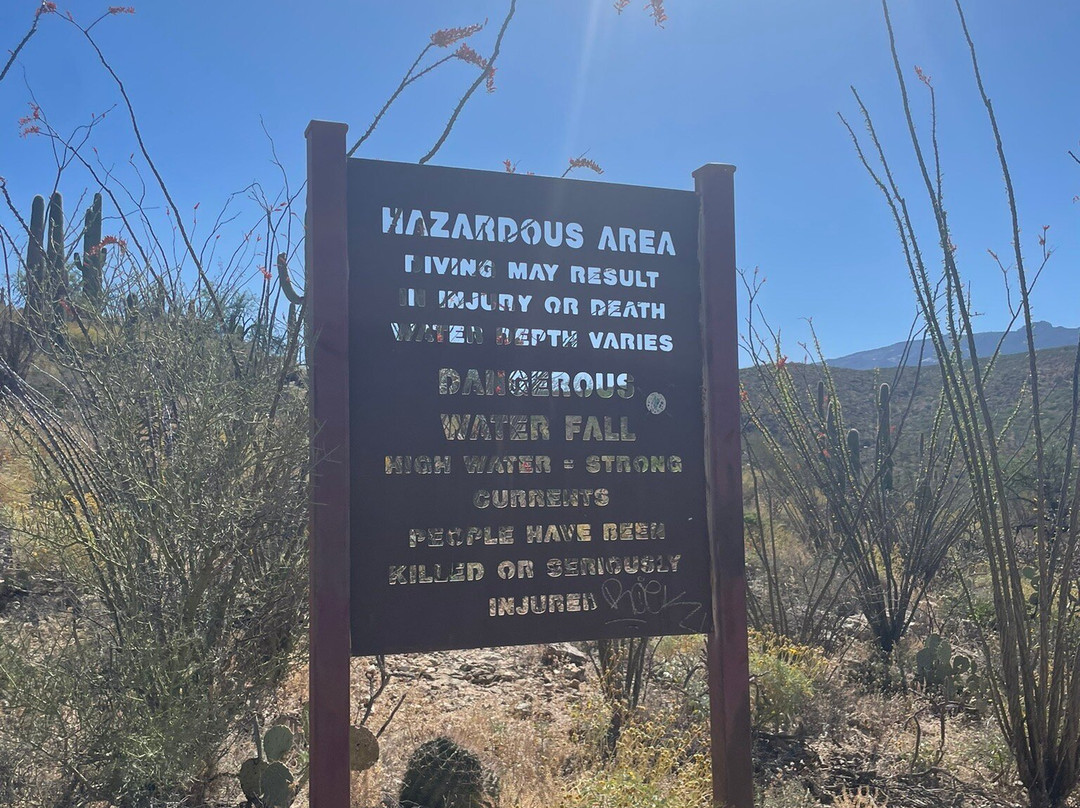 HAZARDOUS AREA
DIVING MAY RESULT
IN INJURY OR DEATH
WATER DEPTH VARIES
DANGEROUS
WATER FALL
HIGH WATER = STRONG
CURRENTS
PEOPLE HAVE BEEN
KILLED OR SERIOUSLY
INJURED